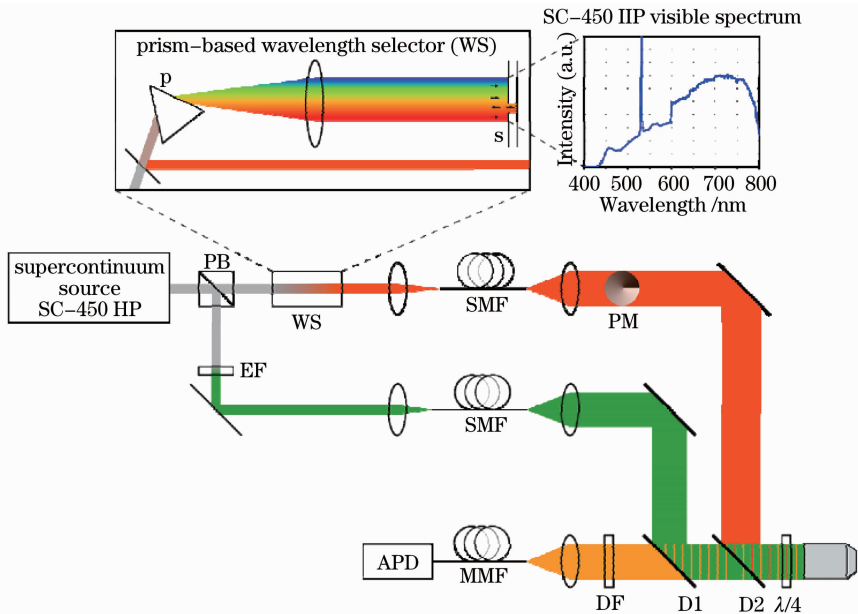 SC-450 IIP visible spectrum
prism-based wavelength selector (WS)
p
s
Intensity (a.u.)
400 500 600 700 800
Wavelength /nm
supercontinuum
source
SC-450 HP
PB
WS
SMF
PM
EF
SMF
APD
MMF
DF
D1
D2
λ/4